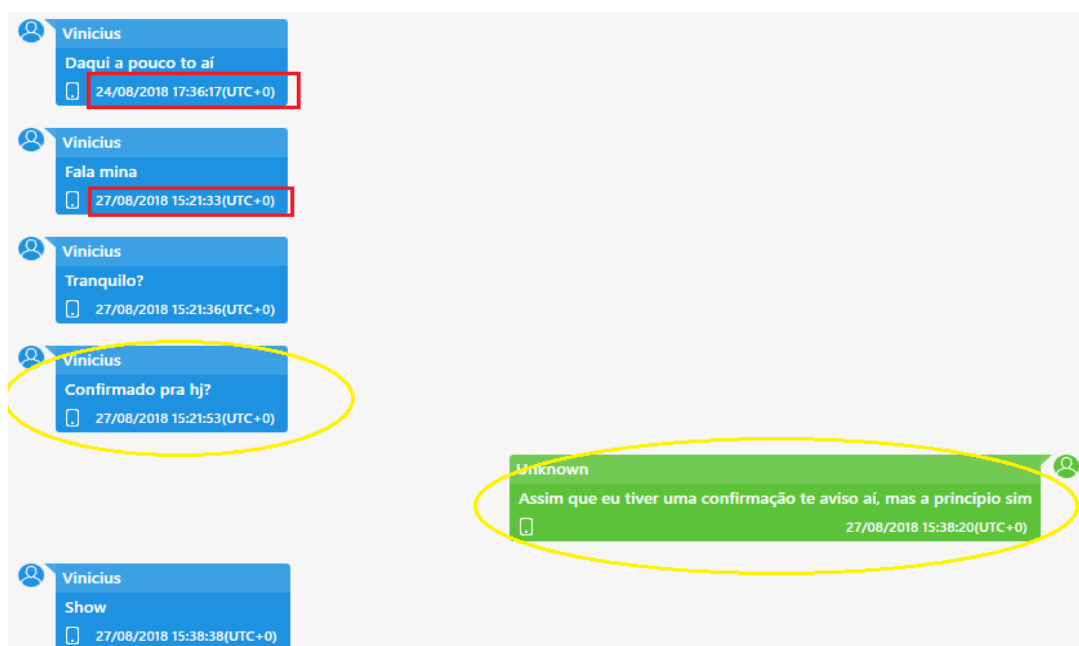 Vinicius
Daqui a pouco to aí
24/08/2018 17:36:17(UTC+0)
Vinicius
Fala mina
27/08/2018 15:21:33(UTC+0)
Vinicius
Tranquilo?
27/08/2018 15:21:36(UTC+0)
Vinicius
Confirmado pra hj?
27/08/2018 15:21:53(UTC+0)
Unknown
Assim que eu tiver uma confirmação te aviso aí, mas a princípio sim
27/08/2018 15:38:20(UTC+0)
Vinicius
Show
27/08/2018 15:38:38(UTC+0)